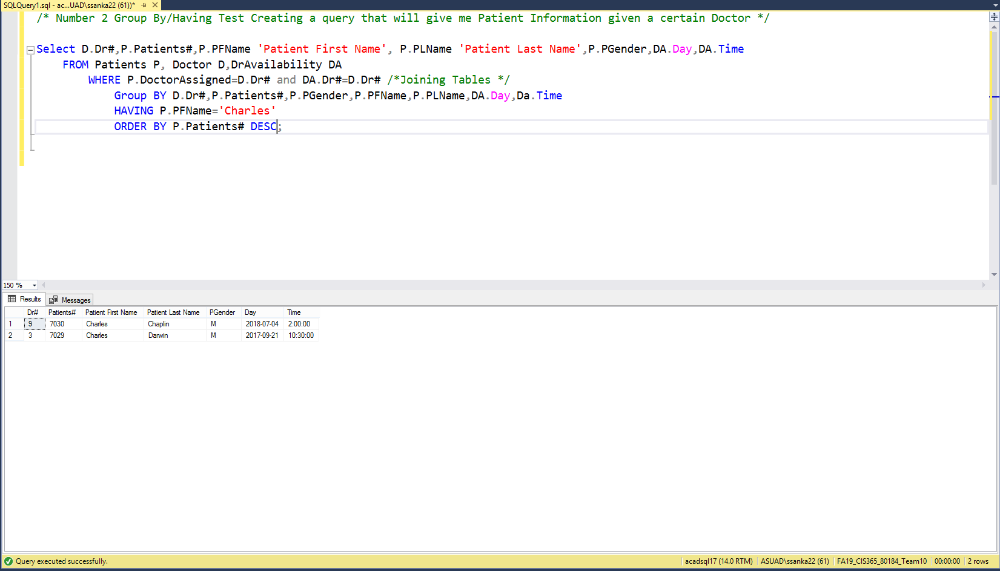 SQLQuery1.sql - ac...UAD\ssanka22 (61))*
/* Number 2 Group By/Having Test Creating a query that will give me Patient Information given a certain Doctor */
Select D.Dr#,P.Patients#,P.PFName 'Patient First Name', P.PLName 'Patient Last Name',P.PGender,DA.Day,DA.Time
FROM Patients P, Doctor D,DrAvailability DA
WHERE P.DoctorAssigned=D.Dr# and DA.Dr#=D.Dr# /*Joining Tables */
Group BY D.Dr#,P.Patients#,P.PGender,P.PFName,P.PLName,DA.Day,Da.Time
HAVING P.PFName='Charles'
ORDER BY P.Patients# DESC;
150 %
Results Messages
Dr# Patients# Patient First Name Patient Last Name PGender Day Time
1 9 7030 Charles Chaplin M 2018-07-04 2:00:00
2 3 7029 Charles Darwin M 2017-09-21 10:30:00
Query executed successfully. acadsql17 (14.0 RTM) ASUAD\ssanka22 (61) FA19_CIS365_80184_Team10 00:00:00 2 rows